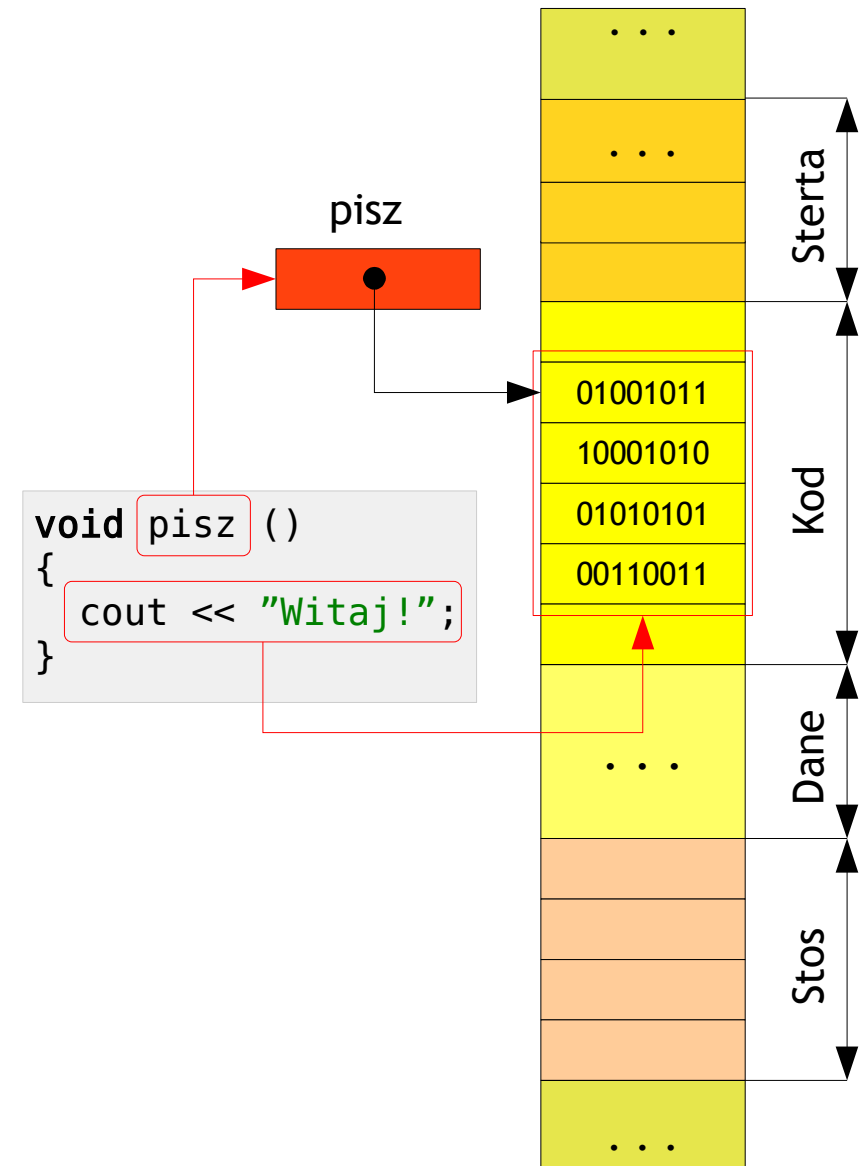 . . .
. . .
Sterta
pisz
01001011
10001010
01010101
00110011
Kod
void pisz ()
{
cout << ”Witaj!”;
}
. . .
Dane
Stos
. . .